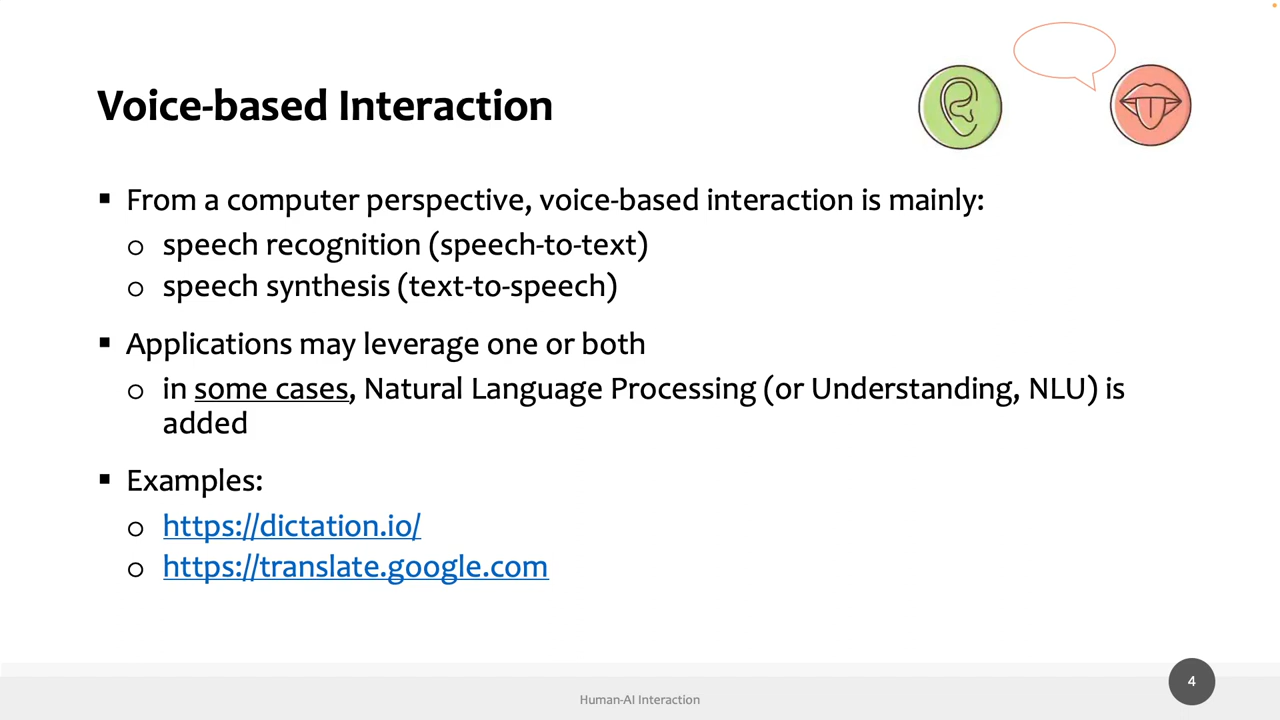 Voice-based Interaction
▪ From a computer perspective, voice-based interaction is mainly:
o speech recognition (speech-to-text)
o speech synthesis (text-to-speech)
▪ Applications may leverage one or both
o in some cases, Natural Language Processing (or Understanding, NLU) is
added
▪ Examples:
o https://dictation.io/
o https://translate.google.com
Human-AI Interaction
4